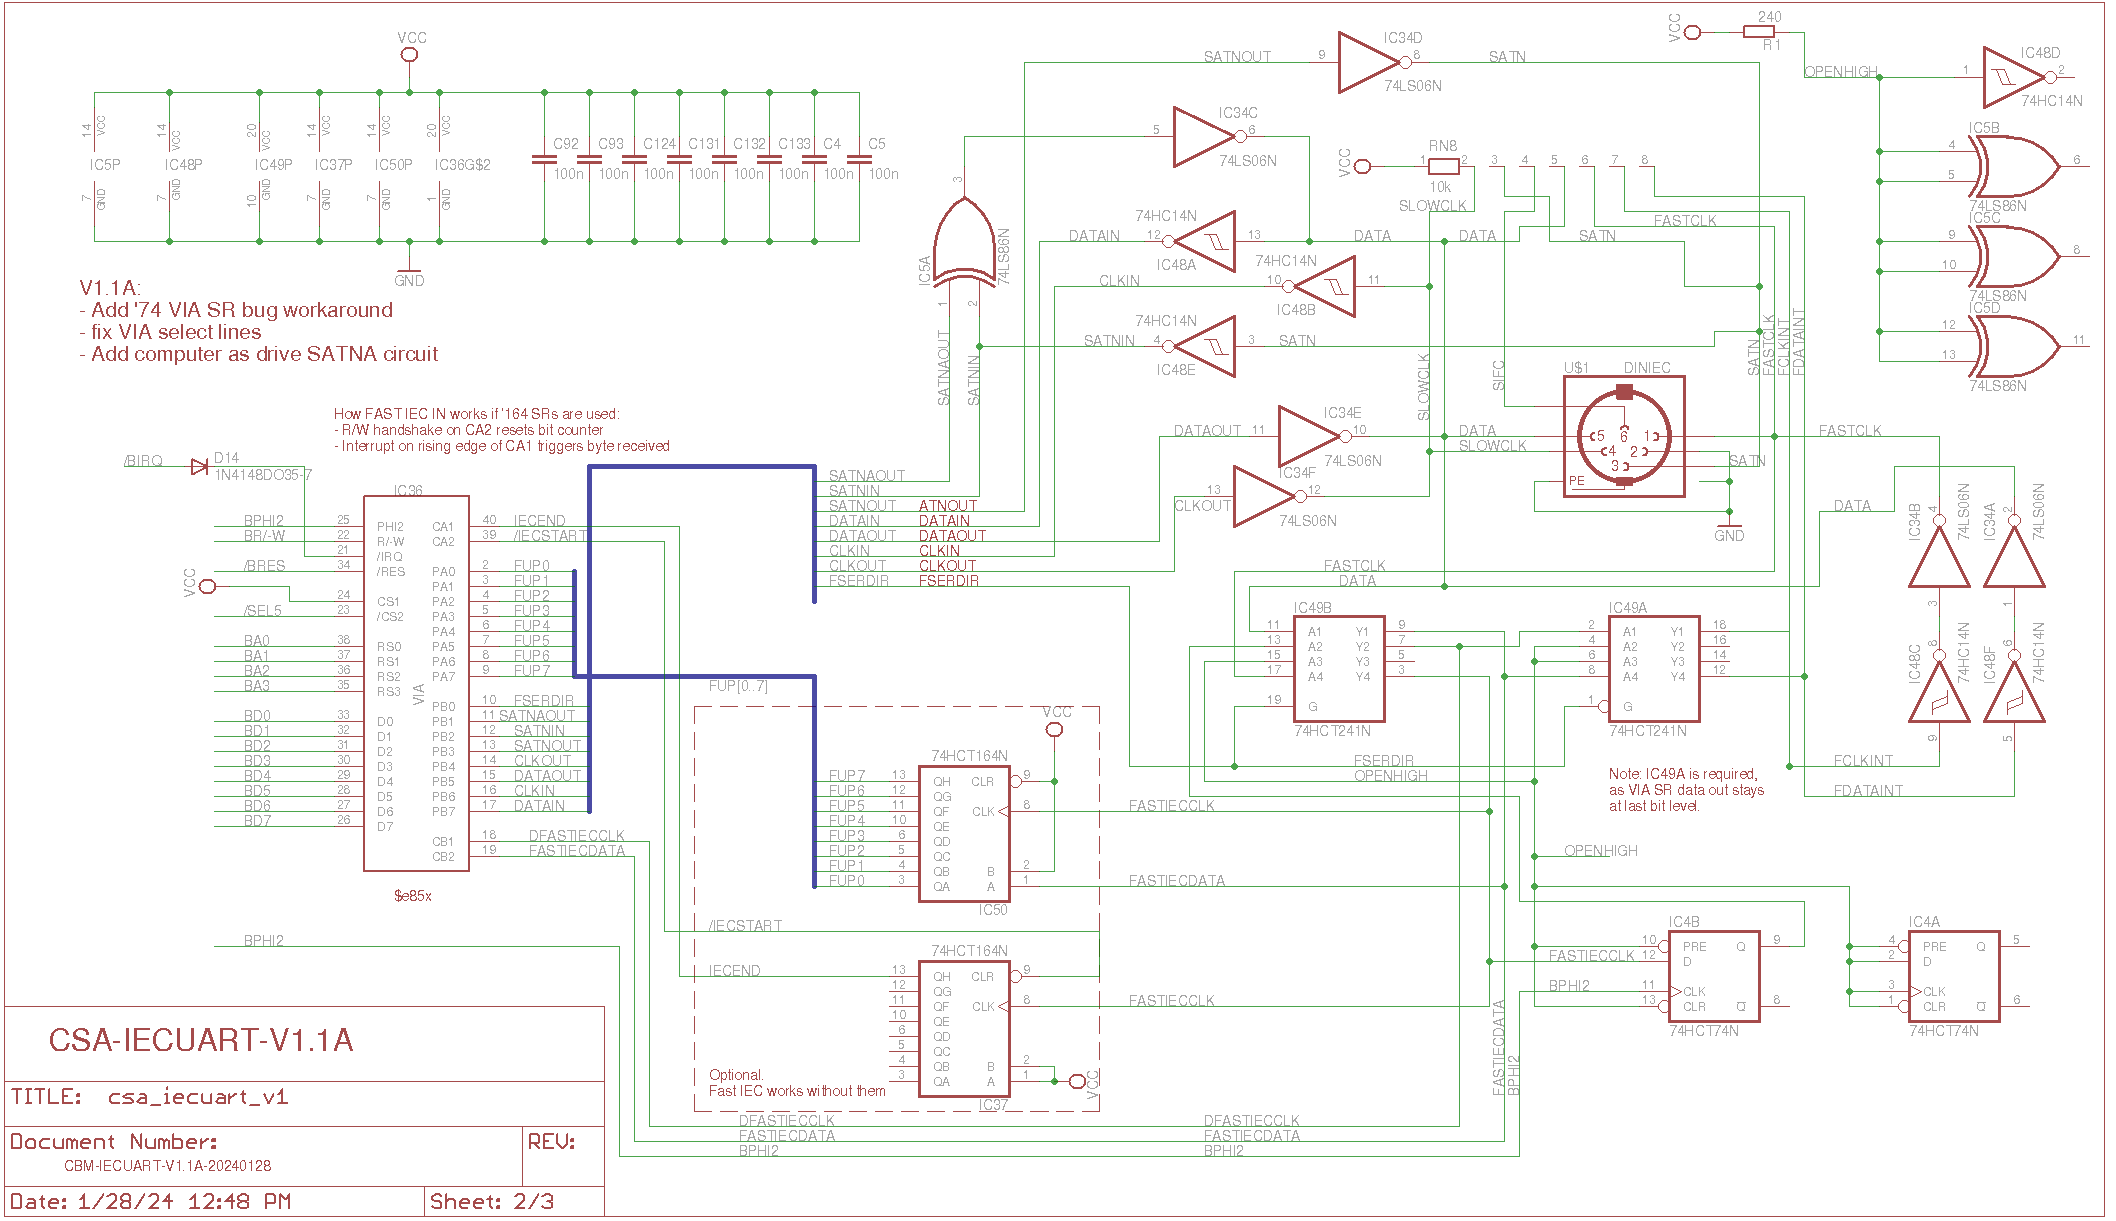 VCC
14 VCC
14 VCC
20 VCC
14 VCC
14 VCC
20 VCC
IC5P
IC48P
IC49P
IC37P
IC50P
IC36G$2
7 GND
7 GND
10 GND
7 GND
7 GND
1 GND
C92 100n
C93 100n
C124 100n
C131 100n
C132 100n
C133 100n
C4 100n
C5 100n
GND
V1.1A:
- Add '74 VIA SR bug workaround
- fix VIA select lines
- Add computer as drive SATNA circuit
How FAST IEC IN works if '164 SRs are used:
- R/W handshake on CA2 resets bit counter
- Interrupt on rising edge of CA1 triggers byte received
SATNOUT 9 IC34D 8 SATN
74LS06N
5 IC34C 6
74LS06N
3
IC5A 74LS86N
1 2
SATNAOUT
SATNIN
74HC14N
DATAIN 12 13 DATA DATA
IC48A
74HC14N
CLKIN 10 11
IC48B
74HC14N
SATNIN 4 3 SATN
IC48E
VCC 1 RN8 2 3 4 5 6 7 8
10k
SLOWCLK
FASTCLK
SATN
SLOWCLK
SIFC
SATN
FASTCLK
FCLKINT
FDATAINT
VCC 240
R1
OPENHIGH 1 IC48D 2
74HC14N
IC5B
4 5 6
74LS86N
IC5C
9 10 8
74LS86N
IC5D
12 13 11
74LS86N
U$1 DINIEC
5 6 1
4 2
3
PE
DATA
SLOWCLK
SATN
FASTCLK
GND
DATAOUT 11 IC34E 10
74LS06N
CLKOUT 13 IC34F 12
74LS06N
/BIRQ D14
1N4148DO35-7
IC36
BPHI2 25 PHI2
BR/-W 22 R/-W
21 /IRQ
/BRES 34 /RES
VCC 24 CS1
/SEL5 23 /CS2
BA0 38 RS0
BA1 37 RS1
BA2 36 RS2
BA3 35 RS3
BD0 33 D0
BD1 32 D1
BD2 31 D2
BD3 30 D3
BD4 29 D4
BD5 28 D5
BD6 27 D6
BD7 26 D7
VIA
CA1 40 IECEND
CA2 39 /IECSTART
PA0 2 FUP0
PA1 3 FUP1
PA2 4 FUP2
PA3 5 FUP3
PA4 6 FUP4
PA5 7 FUP5
PA6 8 FUP6
PA7 9 FUP7
PB0 10 FSERDIR
PB1 11 SATNAOUT
PB2 12 SATNIN
PB3 13 SATNOUT
PB4 14 CLKOUT
PB5 15 DATAOUT
PB6 16 CLKIN
PB7 17 DATAIN
CB1 18 DFASTIECCLK
CB2 19 FASTIECDATA
$e85x
BPHI2
SATNAOUT
SATNIN
SATNOUT ATNOUT
DATAIN DATAIN
DATAOUT DATAOUT
CLKIN CLKIN
CLKOUT CLKOUT
FSERDIR FSERDIR
FUP[0..7]
VCC
74HCT164N
FUP7 13 QH CLR 9
FUP6 12 QG
FUP5 11 QF CLK 8 FASTIECCLK
FUP4 10 QE
FUP3 6 QD
FUP2 5 QC
FUP1 4 QB B 2
FUP0 3 QA A 1 FASTIECDATA
IC50
/IECSTART
74HCT164N
IECEND 13 QH CLR 9
12 QG
11 QF CLK 8 FASTIECCLK
10 QE
6 QD
5 QC
4 QB B 2
3 QA A 1 VCC
IC37
Optional.
Fast IEC works without them
DFASTIECCLK DFASTIECCLK
FASTIECDATA FASTIECDATA
BPHI2 BPHI2
FASTCLK
DATA
IC49B
11 A1 Y1 9
13 A2 Y2 7
15 A3 Y3 5
17 A4 Y4 3
19 G
74HCT241N
IC49A
2 A1 Y1 18
4 A2 Y2 16
6 A3 Y3 14
8 A4 Y4 12
1 G
74HCT241N
FSERDIR
OPENHIGH
Note: IC49A is required,
as VIA SR data out stays
at last bit level.
DATA
IC34B 74LS06N 4 3
IC34A 74LS06N 2 1
IC48C 74HC14N 8 9
IC48F 74HC14N 6 5
FCLKINT
FDATAINT
OPENHIGH
IC4B
10 PRE Q 9
FASTIECCLK 12 D
BPHI2 11 CLK
13 CLR Q 8
74HCT74N
IC4A
4 PRE Q 5
2 D
3 CLK
1 CLR Q 6
74HCT74N
FASTIECDATA
BPHI2
CSA-IECUART-V1.1A
TITLE: csa_iecuart_v1
Document Number:
CBM-IECUART-V1.1A-20240128
REV:
Date: 1/28/24 12:48 PM
Sheet: 2/3